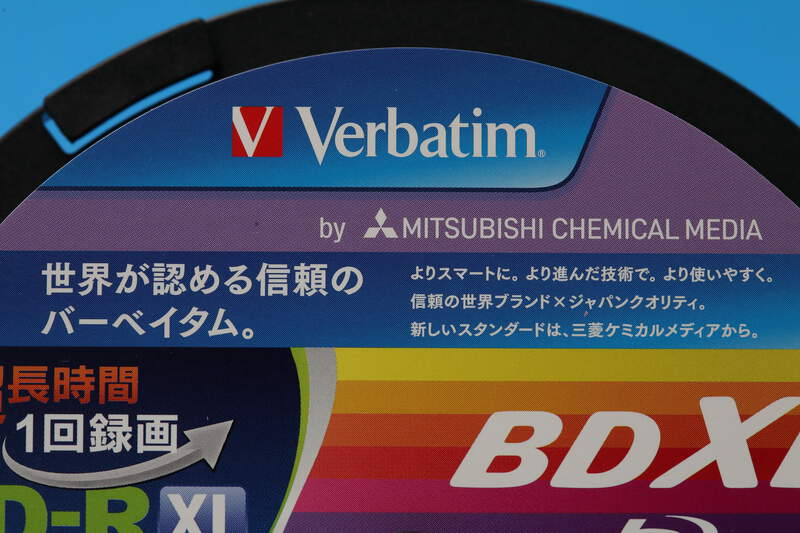 Verbatim
by MITSUBISHI CHEMICAL MEDIA
世界が認める信頼の
バーベイタム。
よりスマートに。より進んだ技術で。より使いやすく。
信頼の世界ブランド×ジャパンクオリティ。
新しいスタンダードは、三菱ケミカルメディアから。
長時間
1回録画
D-R XL
BDX